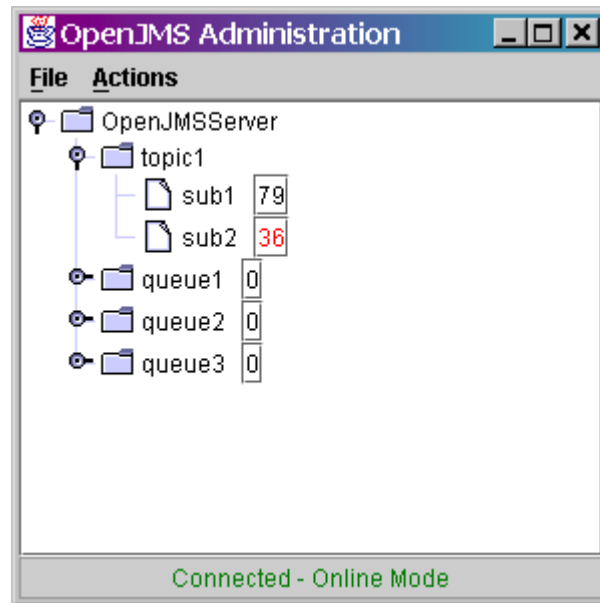 OpenJMS Administration
File Actions
OpenJMSServer
topic1
sub1 79
sub2 36
queue1 0
queue2 0
queue3 0
Connected - Online Mode